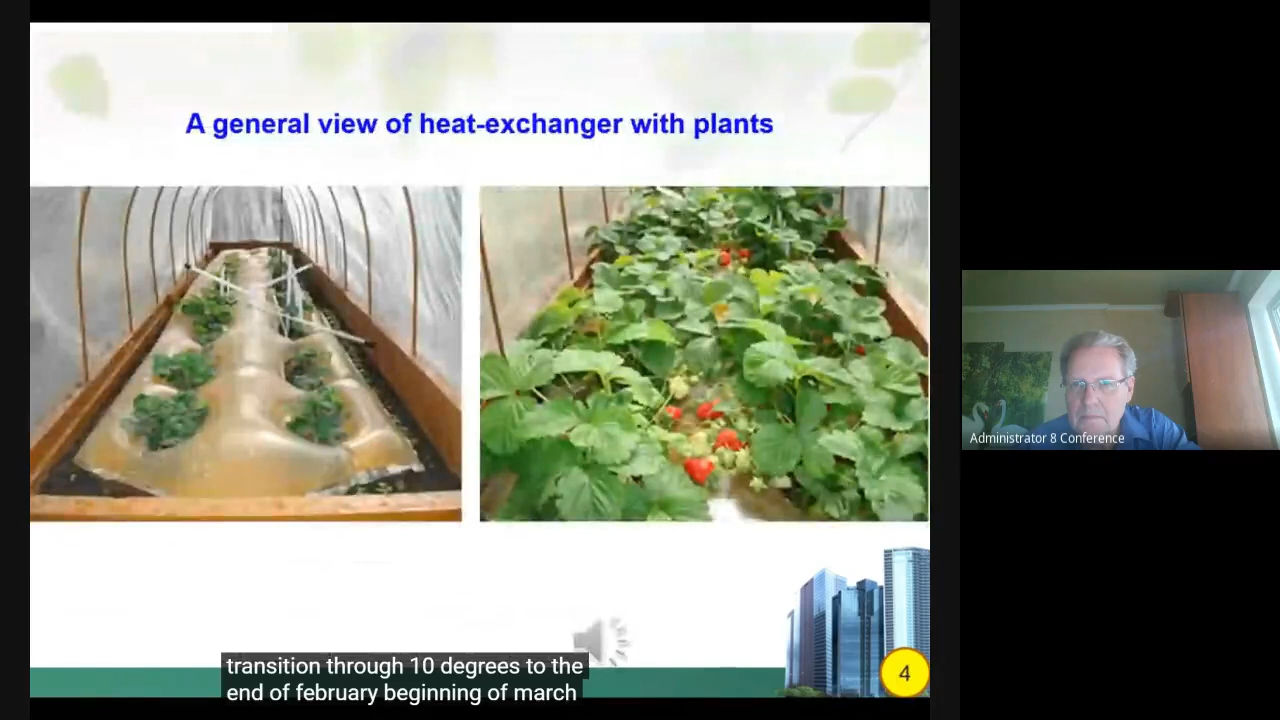 A general view of heat-exchanger with plants
Administrator 8 Conference
transition through 10 degrees to the
end of february beginning of march
4